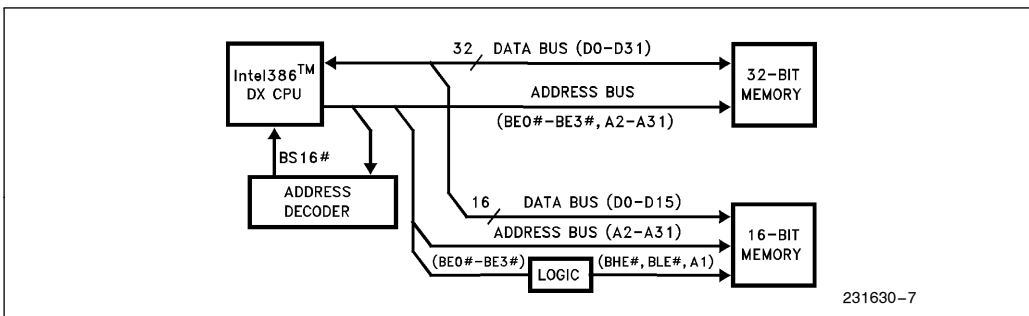 32 DATA BUS (D0-D31)
Intel386™
DX CPU
32-BIT
MEMORY
ADDRESS BUS
(BE0#-BE3#, A2-A31)
BS16#
ADDRESS
DECODER
16 DATA BUS (D0-D15)
ADDRESS BUS (A2-A31)
16-BIT
MEMORY
(BE0#-BE3#)
LOGIC
(BHE#, BLE#, A1)
231630-7